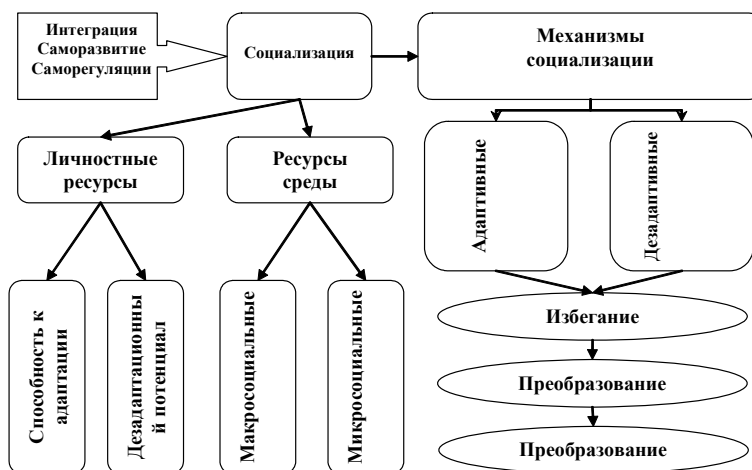 Интеграция
Саморазвитие
Саморегуляции
Социализация
Механизмы
социализации
Личностные
ресурсы
Ресурсы
среды
Адаптивные
Дезадаптивные
Способность к
адаптации
Дезадаптационны
й потенциал
Макросоциальные
Микросоциальные
Избегание
Преобразование
Преобразование